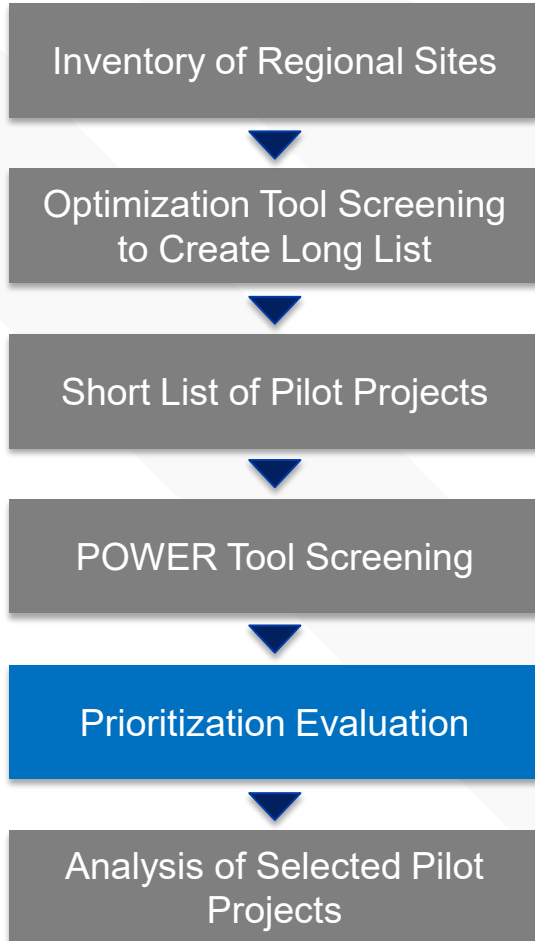 Inventory of Regional Sites
Optimization Tool Screening
to Create Long List
Short List of Pilot Projects
POWER Tool Screening
Prioritization Evaluation
Analysis of Selected Pilot
Projects